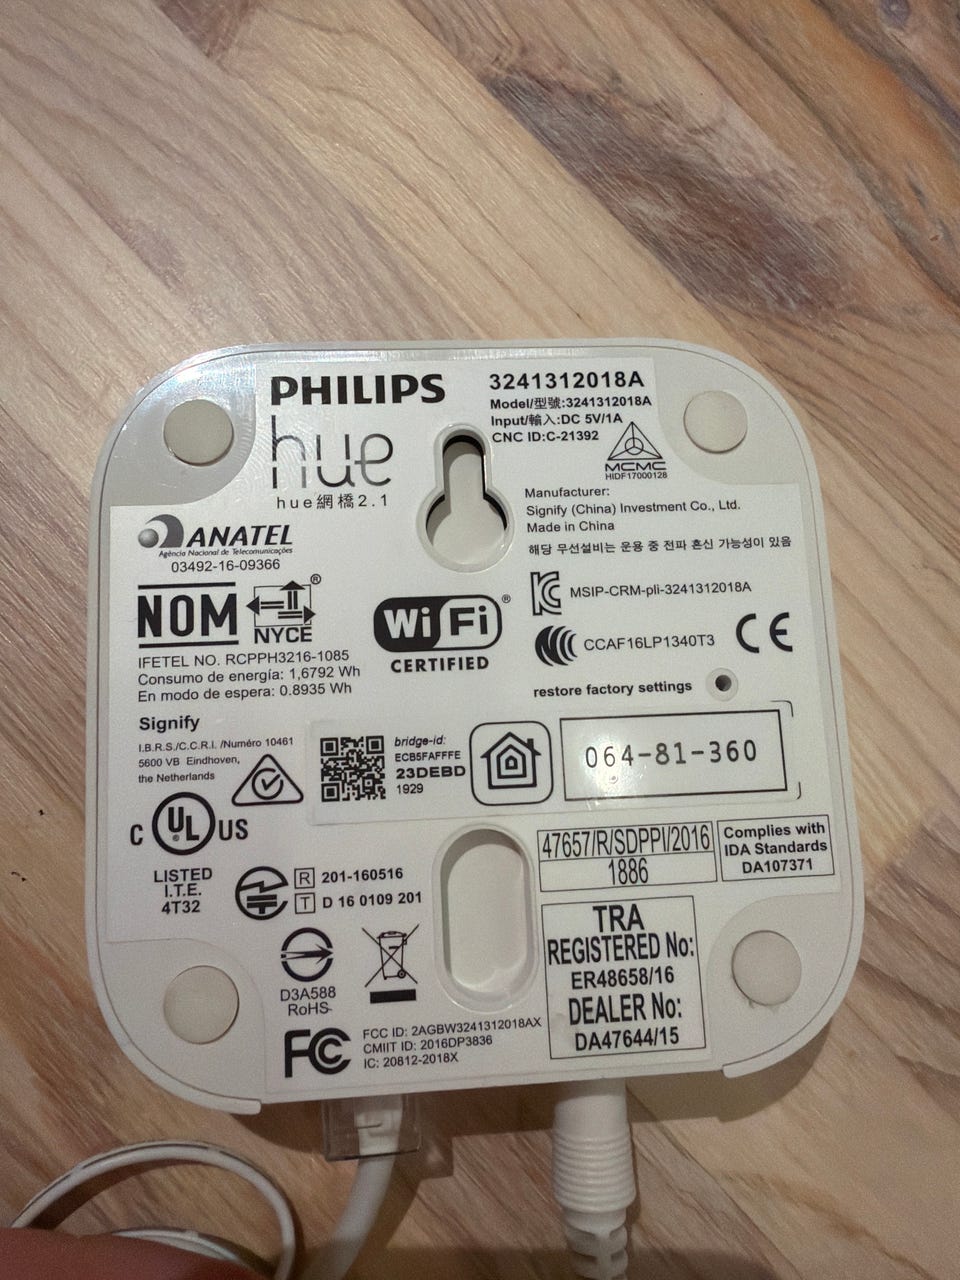 PHILIPS
hue
hue網橋2.1
3241312018A
Model/型號:3241312018A
Input/輸入:DC 5V/1A
CNC ID:C-21392
MCMC
HIDF17000128
Manufacturer:
Signify (China) Investment Co., Ltd.
Made in China
해당 무선설비는 운용 중 전파 혼신 가능성이 있음
ANATEL
Agência Nacional de Telecomunicações
03492-16-09366
NOM
NYCE
®
IFETEL NO. RCPPH3216-1085
Consumo de energía: 1,6792 Wh
En modo de espera: 0.8935 Wh
Wi Fi ®
CERTIFIED
MSIP-CRM-pli-3241312018A
CCAF16LP1340T3
CE
restore factory settings
Signify
I.B.R.S./C.C.R.I. /Numéro 10461
5600 VB Eindhoven,
the Netherlands
bridge-id:
ECB5FAFFFE
23DEBD
1929
064-81-360
C UL ® US
LISTED
I.T.E.
4T32
R 201-160516
T D 16 0109 201
D3A588
RoHS
47657/R/SDPPI/2016
1886
Complies with
IDA Standards
DA107371
TRA
REGISTERED No:
ER48658/16
DEALER No:
DA47644/15
FC
FCC ID: 2AGBW3241312018AX
CMIIT ID: 2016DP3836
IC: 20812-2018X